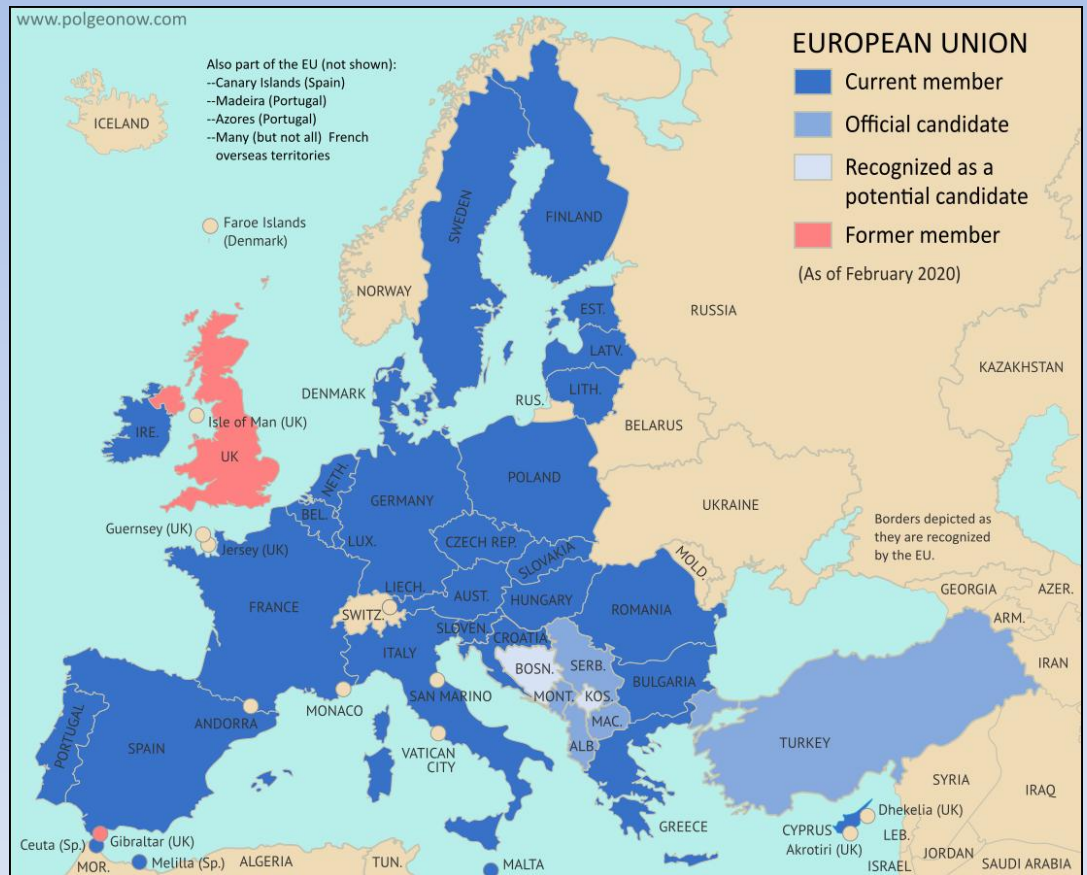 www.polgeonow.com
Also part of the EU (not shown):
--Canary Islands (Spain)
--Madeira (Portugal)
--Azores (Portugal)
--Many (but not all) French
overseas territories
EUROPEAN UNION
Current member
Official candidate
Recognized as a
potential candidate
Former member
(As of February 2020)
ICELAND
Faroe Islands
(Denmark)
SWEDEN
FINLAND
NORWAY
RUSSIA
EST.
LATV.
LITH.
RUS.
KAZAKHSTAN
DENMARK
Isle of Man (UK)
IRE.
UK
BELARUS
NETH.
BEL.
GERMANY
POLAND
UKRAINE
Guernsey (UK)
Jersey (UK)
LUX.
CZECH REP.
SLOVAKIA
MOLD.
Borders depicted as
they are recognized
by the EU.
LIECH.
AUST.
HUNGARY
ROMANIA
FRANCE
SWITZ.
SLOVEN.
CROATIA
ITALY
GEORGIA
AZER.
ARM.
IRAN
BOSN.
SERB.
BULGARIA
SAN MARINO
MONT.
KOS.
MAC.
ALB.
MONACO
ANDORRA
PORTUGAL
SPAIN
VATICAN
CITY
TURKEY
SYRIA
IRAQ
GREECE
CYPRUS
Dhekelia (UK)
Akrotiri (UK)
LEB.
Ceuta (Sp.)
Gibraltar (UK)
MOR.
Melilla (Sp.)
ALGERIA
TUN.
MALTA
ISRAEL
JORDAN
SAUDI ARABIA